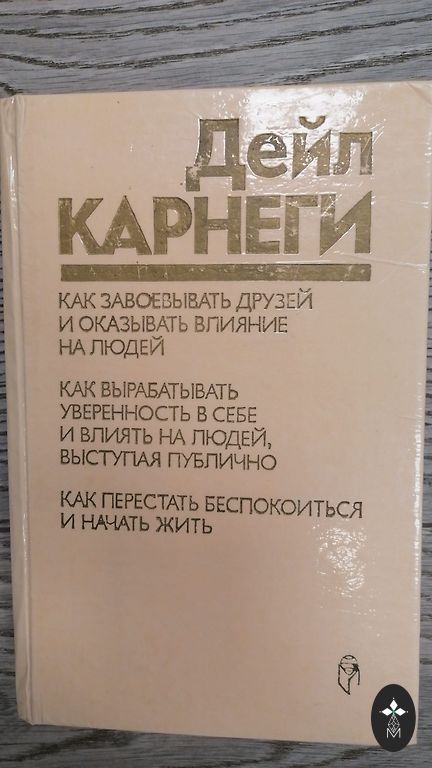 Дейл
КАРНЕГИ
КАК ЗАВОЕВЫВАТЬ ДРУЗЕЙ
И ОКАЗЫВАТЬ ВЛИЯНИЕ
НА ЛЮДЕЙ
КАК ВЫРАБАТЫВАТЬ
УВЕРЕННОСТЬ В СЕБЕ
И ВЛИЯТЬ НА ЛЮДЕЙ,
ВЫСТУПАЯ ПУБЛИЧНО
КАК ПЕРЕСТАТЬ БЕСПОКОИТЬСЯ
И НАЧАТЬ ЖИТЬ
М